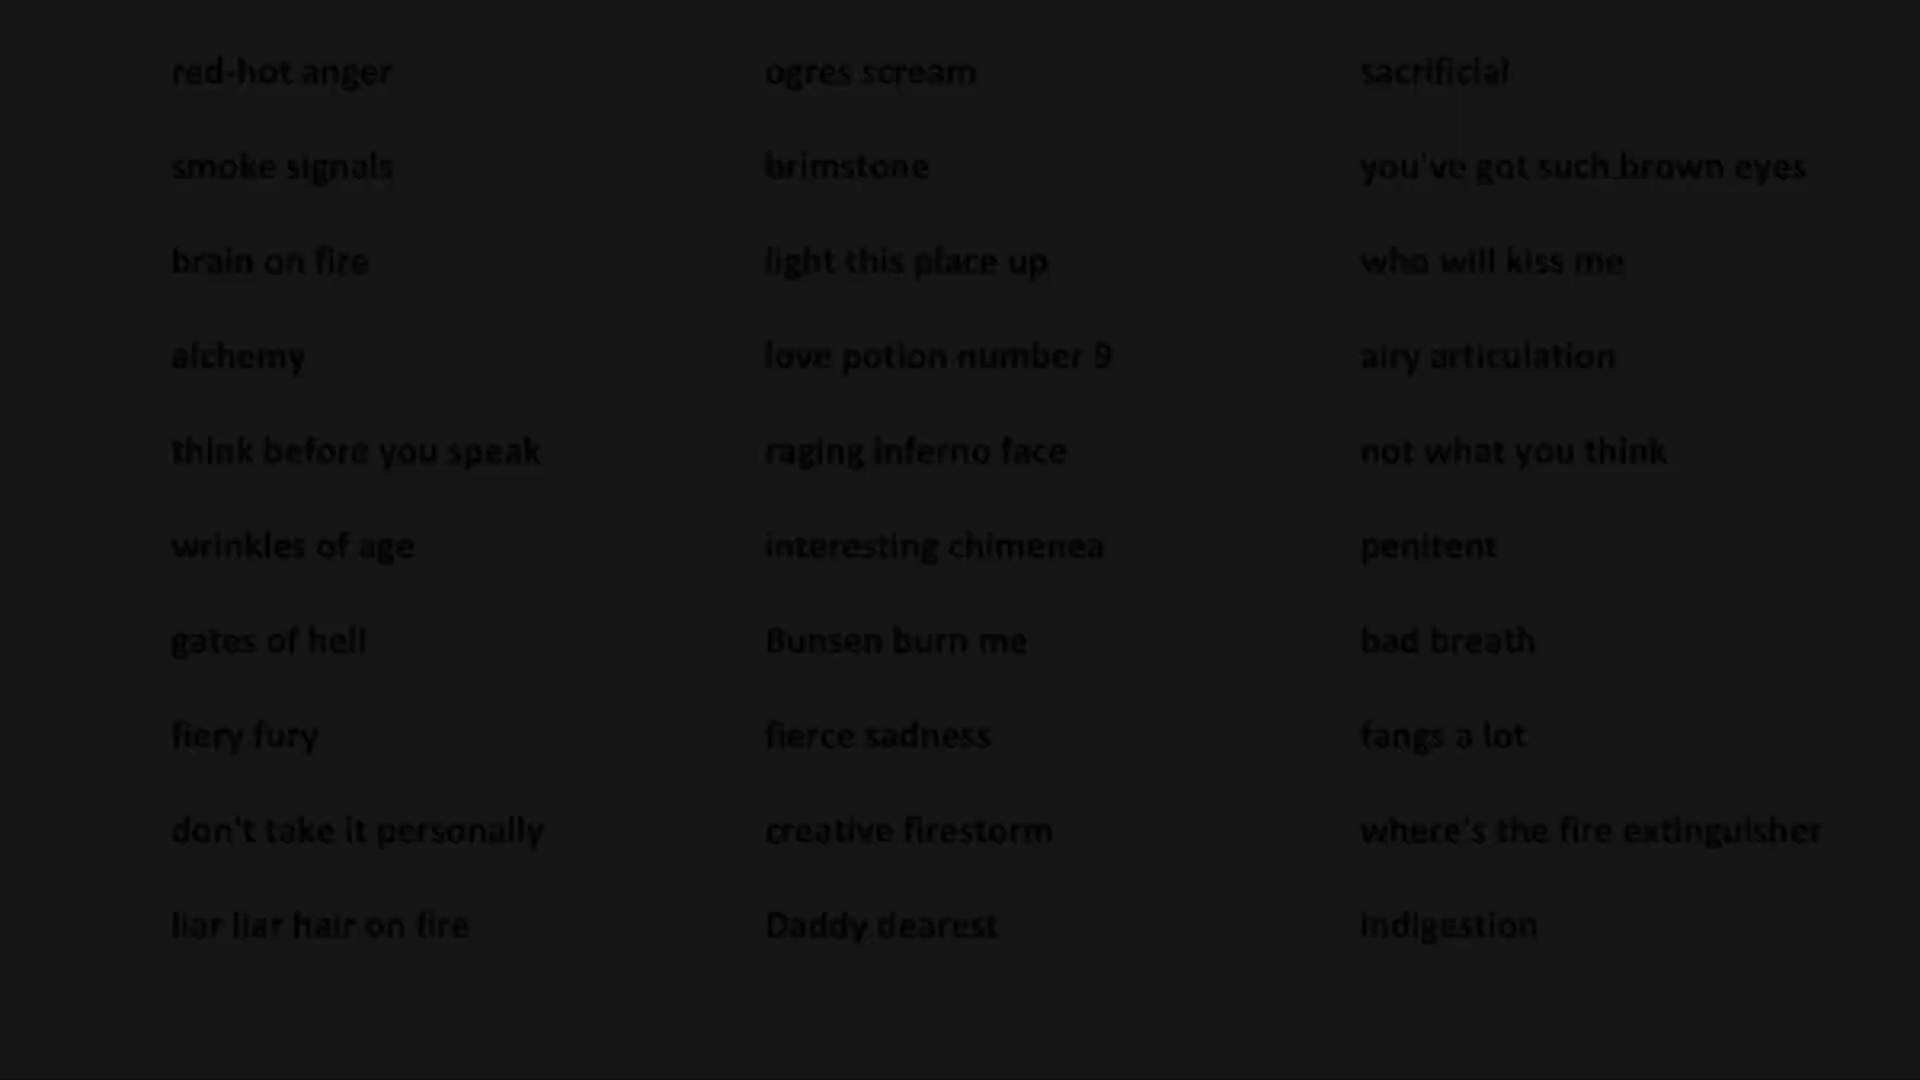 red-hot anger
smoke signals
brain on fire
alchemy
think before you speak
wrinkles of age
gates of hell
fiery fury
don't take it personally
liar liar hair on fire
ogres scream
brimstone
light this place up
love potion number 9
raging inferno face
interesting chimenea
Bunsen burn me
fierce sadness
creative firestorm
Daddy dearest
sacrificial
you've got such brown eyes
who will kiss me
airy articulation
not what you think
penitent
bad breath
fangs a lot
where's the fire extinguisher
indigestion